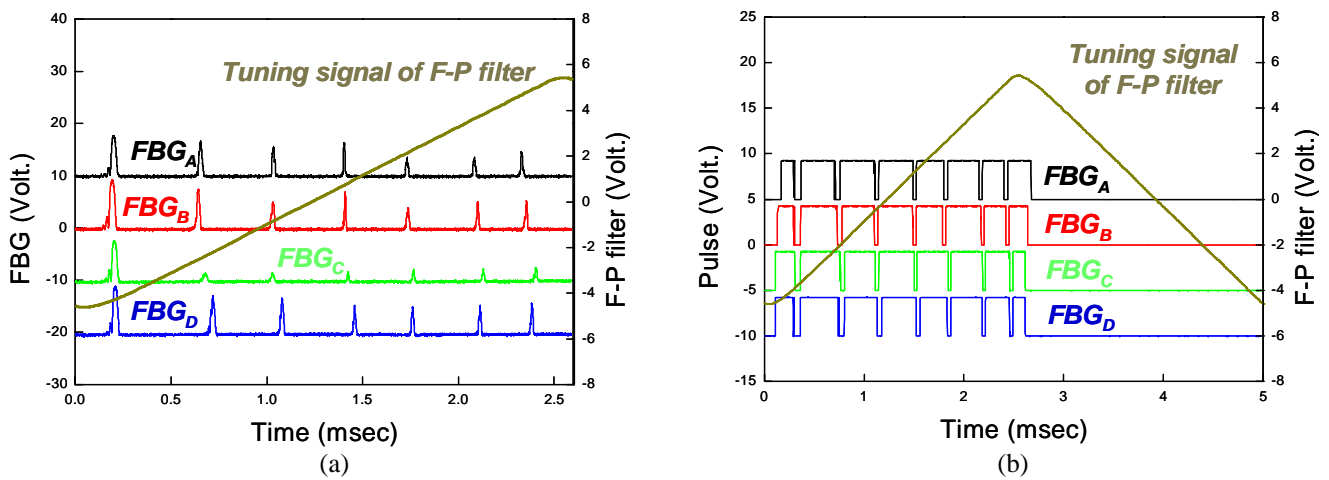 Tuning signal of F-P filter
FBG_A
FBG_B
FBG_C
FBG_D
FBG (Volt.)
40
30
20
10
0
-10
-20
-30
F-P filter (Volt.)
8
6
4
2
0
-2
-4
-6
-8
0.0 0.5 1.0 1.5 2.0 2.5
Time (msec)
(a)
Tuning signal
of F-P filter
FBG_A
FBG_B
FBG_C
FBG_D
Pulse (Volt.)
25
20
15
10
5
0
-5
-10
-15
F-P filter (Volt.)
8
6
4
2
0
-2
-4
-6
-8
0 1 2 3 4 5
Time (msec)
(b)